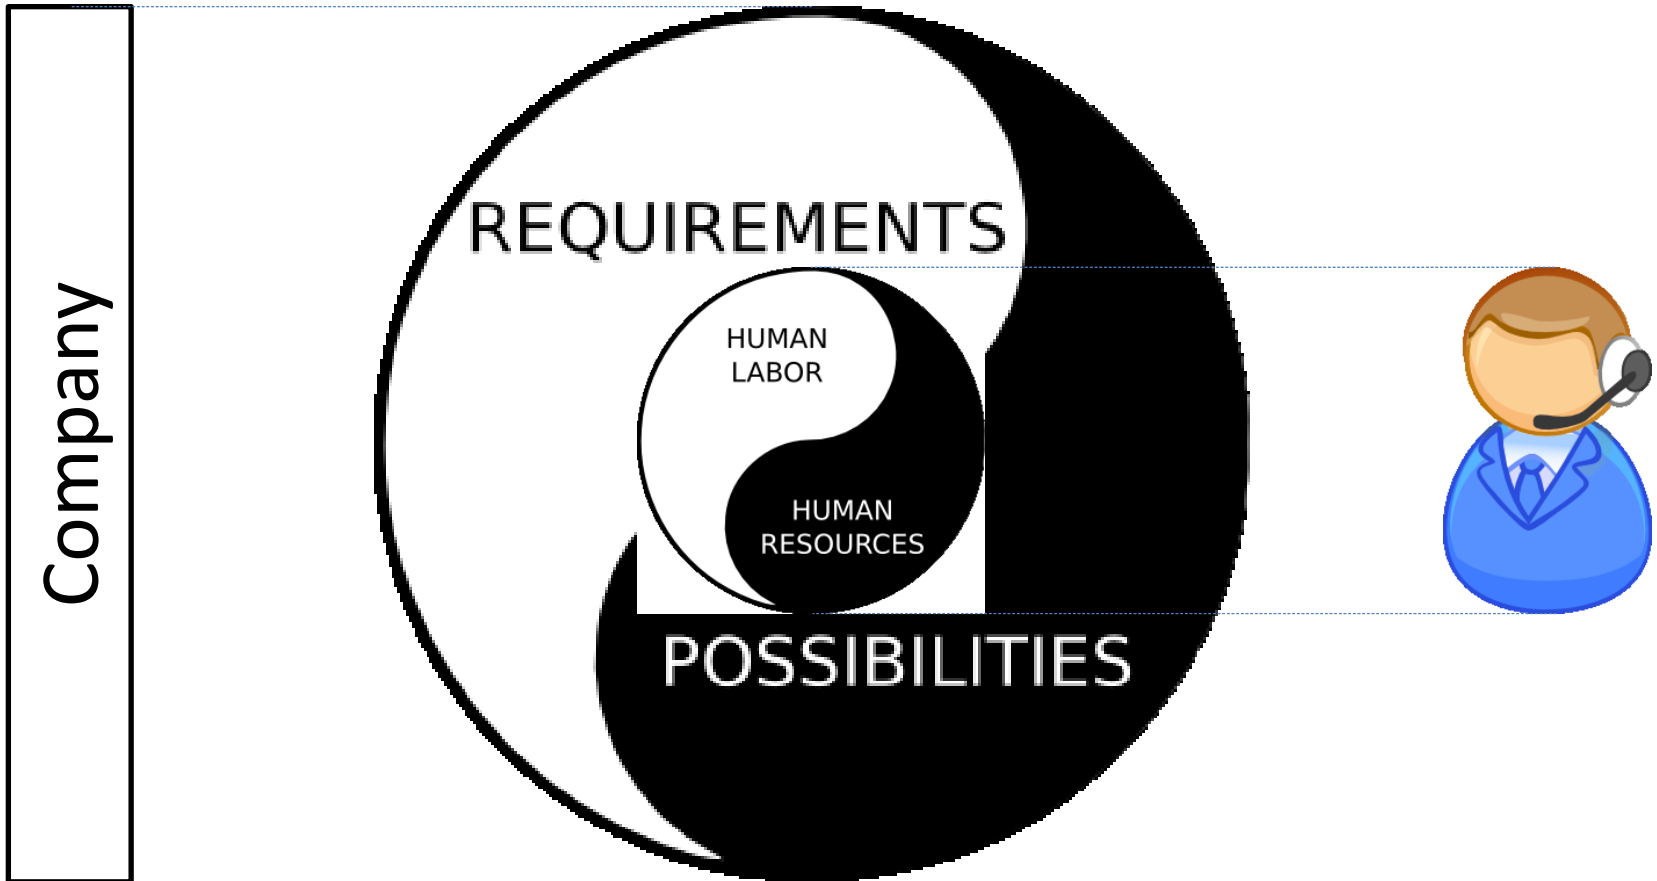 Company
REQUIREMENTS
HUMAN
LABOR
HUMAN
RESOURCES
POSSIBILITIES